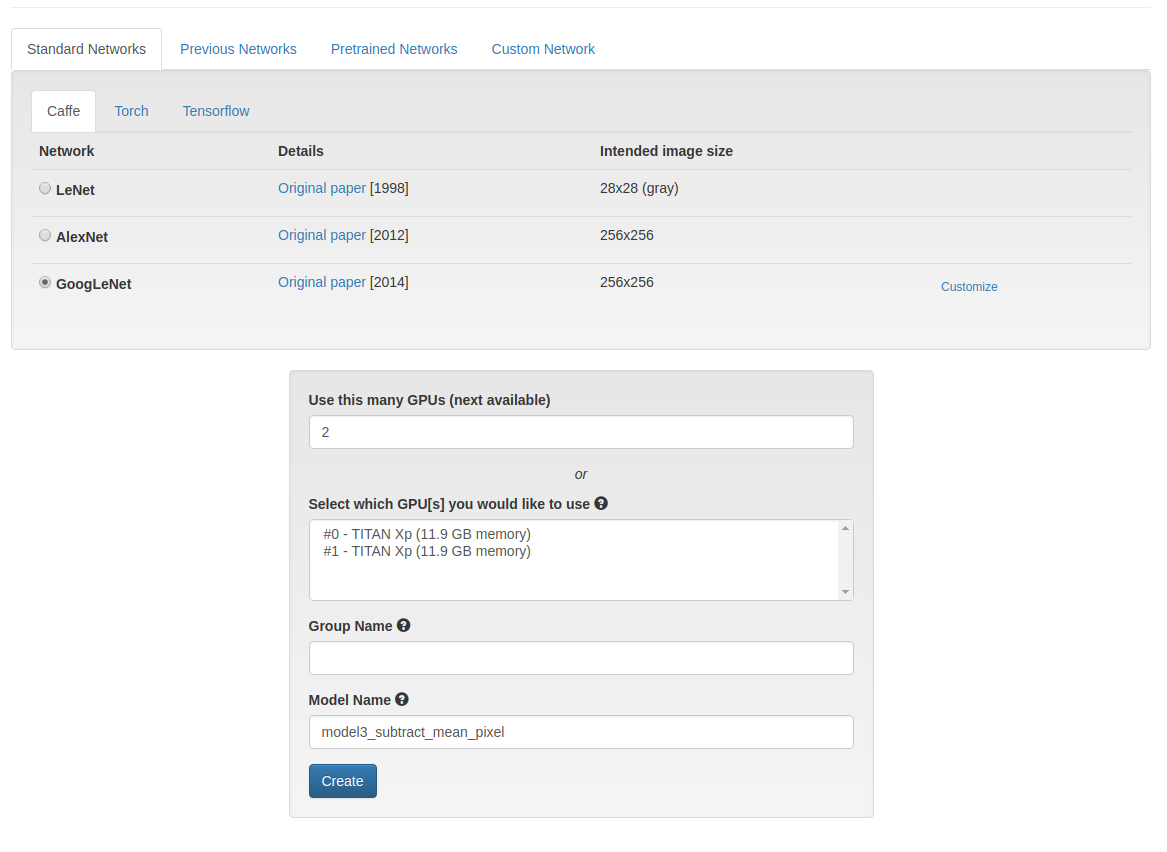 Standard Networks Previous Networks Pretrained Networks Custom Network
Caffe Torch Tensorflow
Network Details Intended image size
LeNet Original paper [1998] 28x28 (gray)
AlexNet Original paper [2012] 256x256
GoogLeNet Original paper [2014] 256x256 Customize
Use this many GPUs (next available)
2
or
Select which GPU[s] you would like to use ?
#0 - TITAN Xp (11.9 GB memory)
#1 - TITAN Xp (11.9 GB memory)
Group Name ?
Model Name ?
model3_subtract_mean_pixel
Create